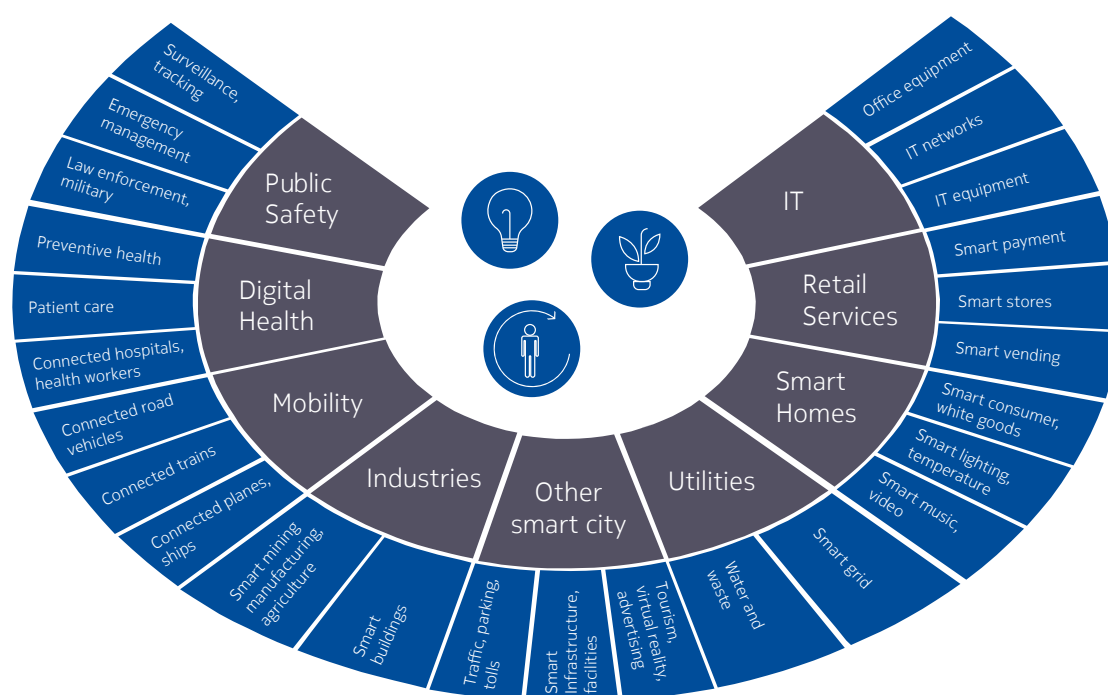 Surveillance,
tracking
Emergency
management
Law enforcement,
military
Public
Safety
Preventive health
Patient care
Connected hospitals,
health workers
Digital
Health
Connected road
vehicles
Connected trains
Connected planes,
ships
Mobility
Smart mining
manufacturing,
agriculture
Smart
buildings
Industries
Traffic, parking,
tolls
Smart
Infrastructure,
facilities
Tourism,
virtual reality,
advertising
Other
smart city
Water and
waste
Smart grid
Utilities
Smart music,
video
Smart lighting,
temperature
Smart consumer,
white goods
Smart
Homes
Smart vending
Smart stores
Smart payment
Retail
Services
IT equipment
IT networks
Office equipment
IT